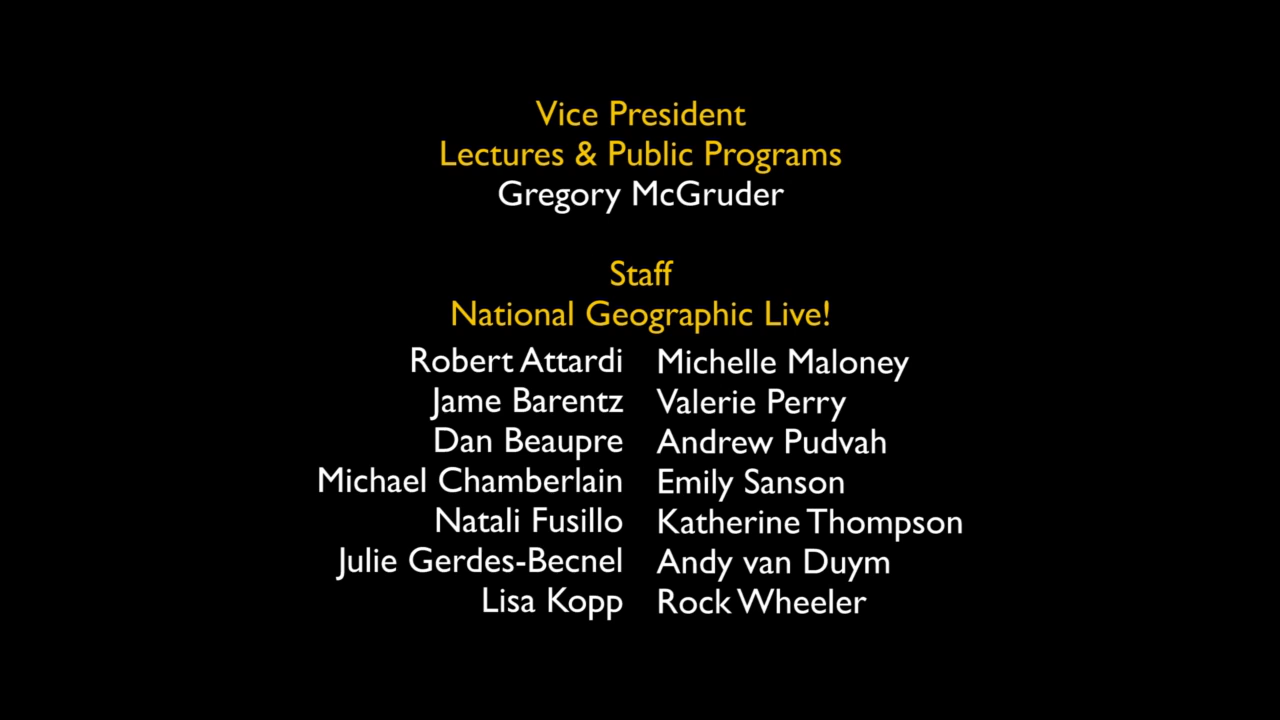 Vice President
Lectures & Public Programs
Gregory McGruder
Staff
National Geographic Live!
Robert Attardi Michelle Maloney
Jame Barentz Valerie Perry
Dan Beaupre Andrew Pudvah
Michael Chamberlain Emily Sanson
Natali Fusillo Katherine Thompson
Julie Gerdes-Becnel Andy van Duym
Lisa Kopp Rock Wheeler